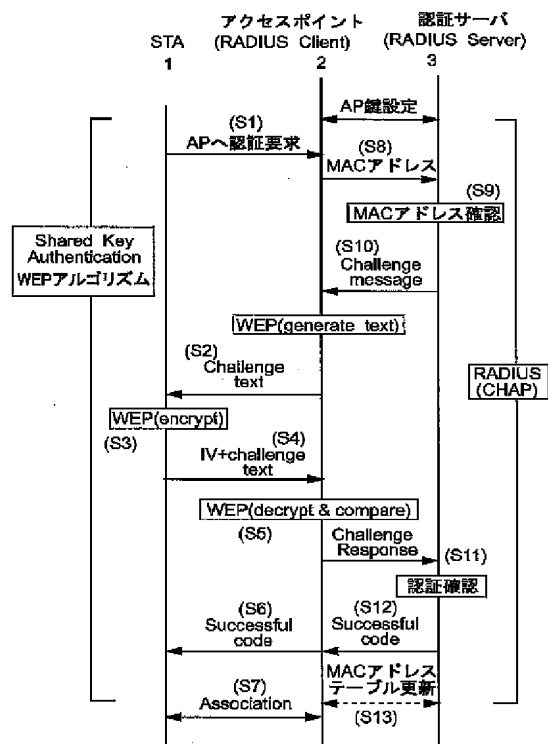 アクセスポイント
(RADIUS Client)
認証サーバ
(RADIUS Server)
STA
1
2
3
AP鍵設定
(S1)
APへ認証要求
(S8)
MACアドレス
(S9)
MACアドレス確認
Shared Key
Authentication
WEPアルゴリズム
(S10)
Challenge
message
WEP(generate text)
(S2)
Challenge
text
RADIUS
(CHAP)
WEP(encrypt)
(S3)
(S4)
IV+challenge
text
WEP(decrypt & compare)
(S5)
Challenge
Response
(S11)
認証確認
(S6)
Successful
code
(S12)
Successful
code
(S7)
Association
MACアドレス
テーブル更新
(S13)